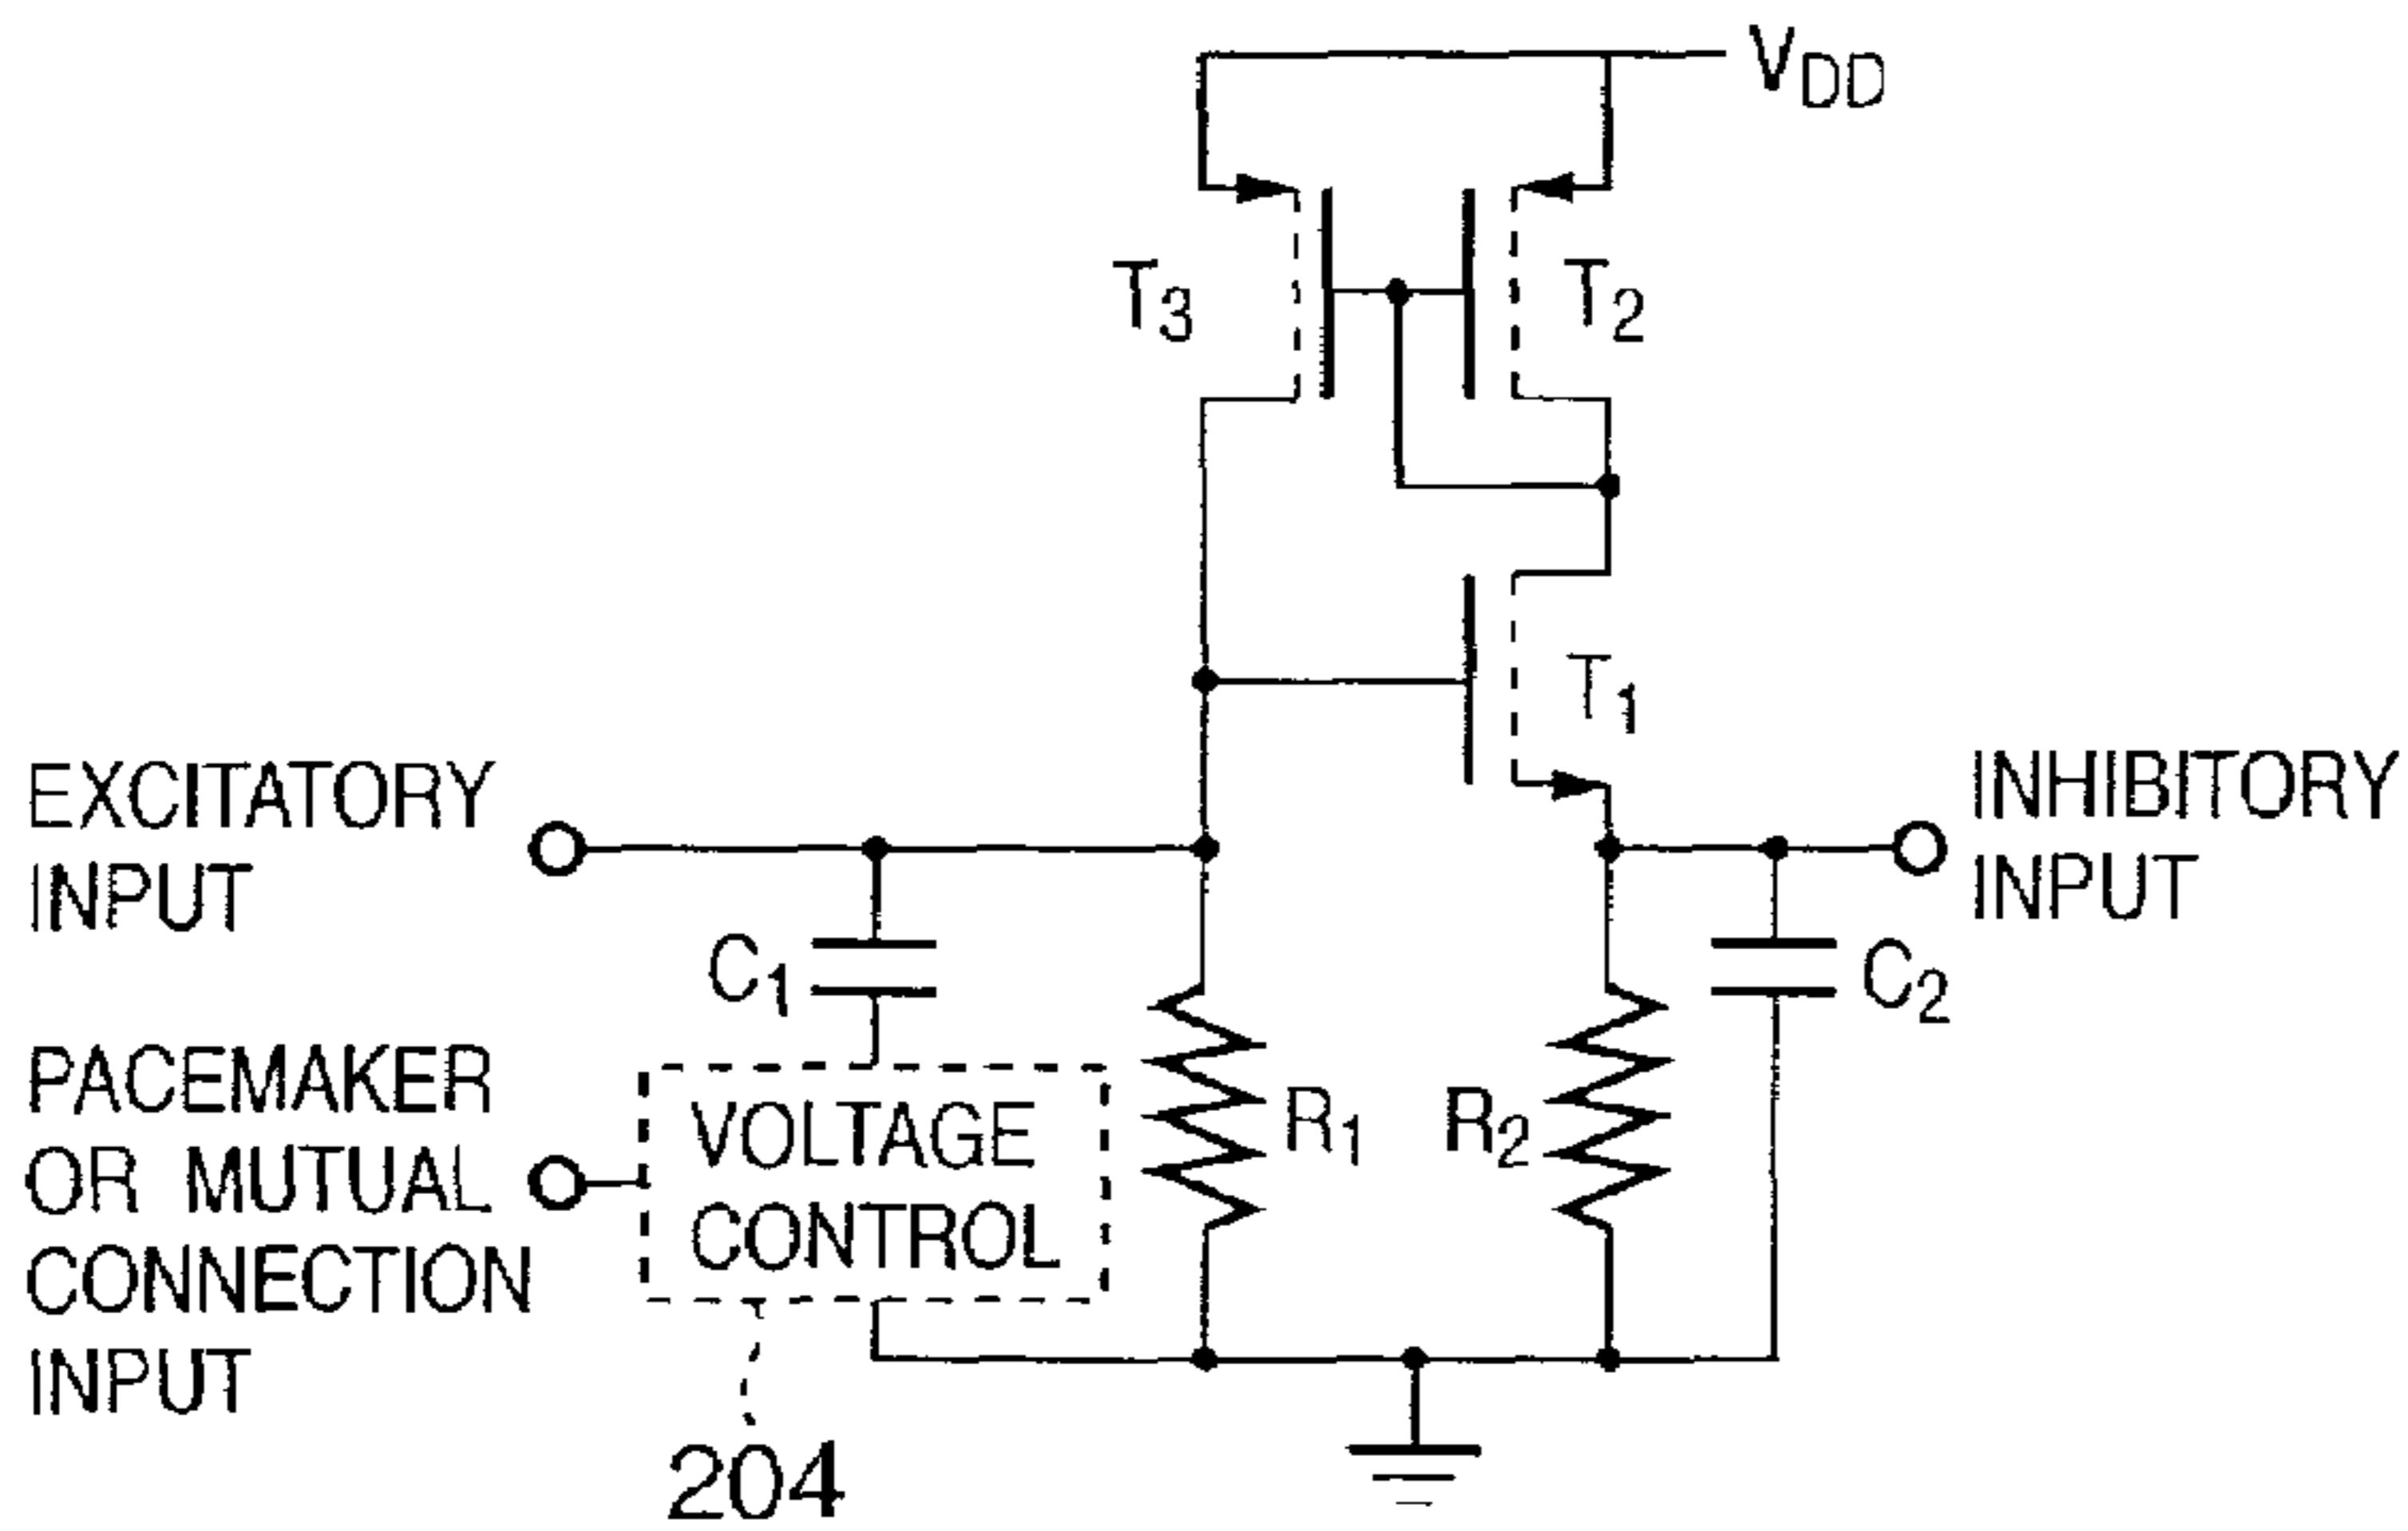 VDD
T3
T2
T1
EXCITATORY
INPUT
INHIBITORY
INPUT
C1
C2
PACEMAKER
OR MUTUAL
CONNECTION
INPUT
VOLTAGE
CONTROL
R1
R2
204